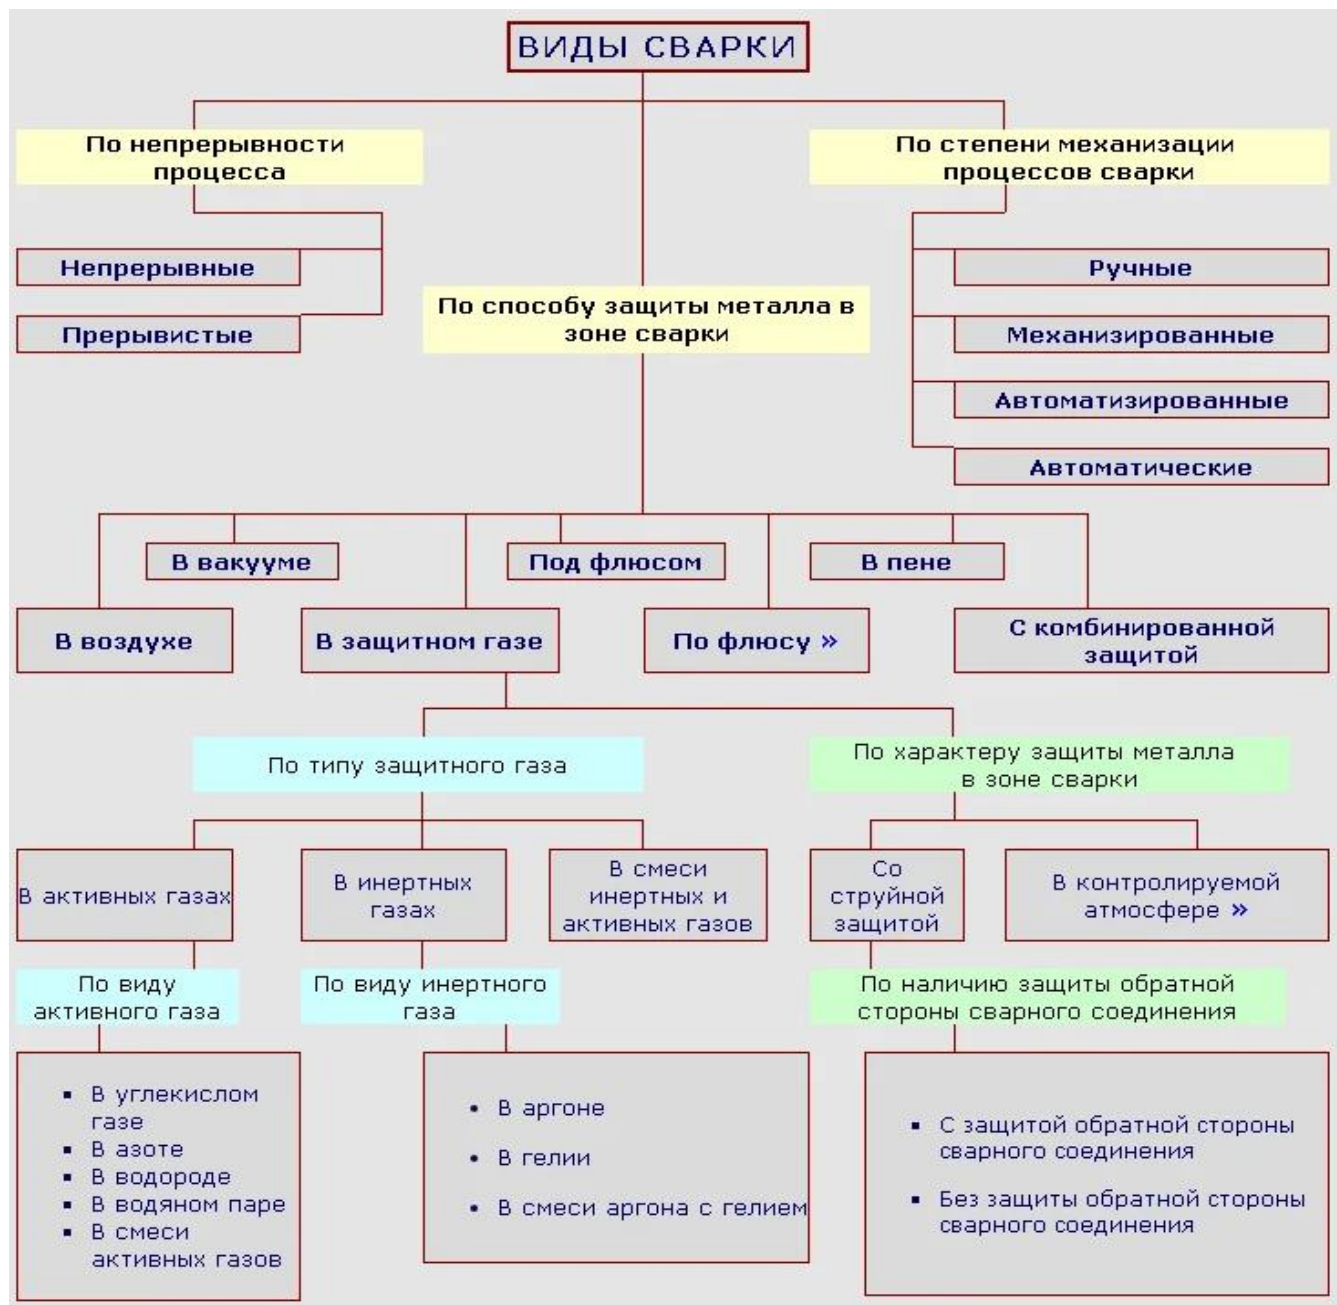 ВИДЫ СВАРКИ
По непрерывности
процесса
По степени механизации
процессов сварки
Непрерывные
Прерывистые
По способу защиты металла в
зоне сварки
Ручные
Механизированные
Автоматизированные
Автоматические
В вакууме
Под флюсом
В пене
В воздухе
В защитном газе
По флюсу »
С комбинированной
защитой
По типу защитного газа
По характеру защиты металла
в зоне сварки
В активных газах
В инертных
газах
В смеси
инертных и
активных газов
Со
струйной
защитой
В контролируемой
атмосфере »
По виду
активного газа
По виду инертного
газа
По наличию защиты обратной
стороны сварного соединения
▪ В углекислом
газе
▪ В азоте
▪ В водороде
▪ В водяном паре
▪ В смеси
активных газов
• В аргоне
• В гелии
• В смеси аргона с гелием
▪ С защитой обратной стороны
сварного соединения
▪ Без защиты обратной стороны
сварного соединения